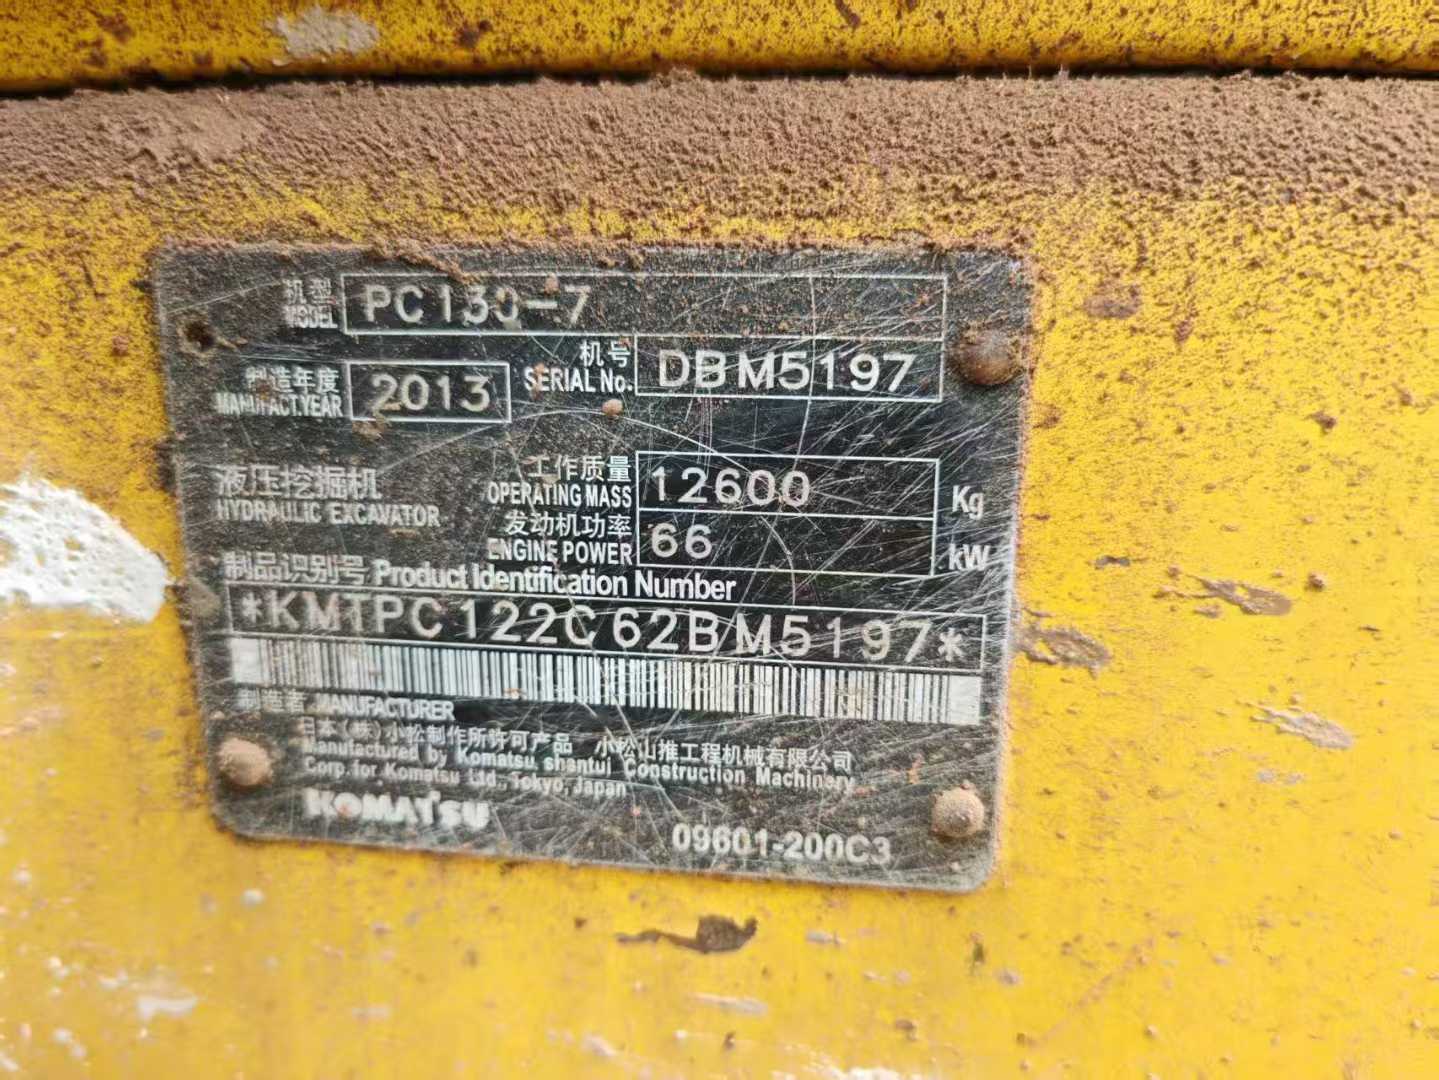 机型 PC130-7
MODEL
机号 DBM5197
SERIAL No.
制造年度 2013
MANUFACT.YEAR
液压挖掘机
HYDRAULIC EXCAVATOR
工作质量 12600 Kg
OPERATING MASS
发动机功率 66 kW
ENGINE POWER
制品识别号 Product Identification Number
*KMTPC122C62BM5197*
制造者 MANUFACTURER
日本(株)小松制作所许可产品 小松山推工程机械有限公司
Manufactured by Komatsu shantui Construction Machinery
Corp.for Komatsu Ltd., Tokyo, Japan
KOMATSU
09601-200C3